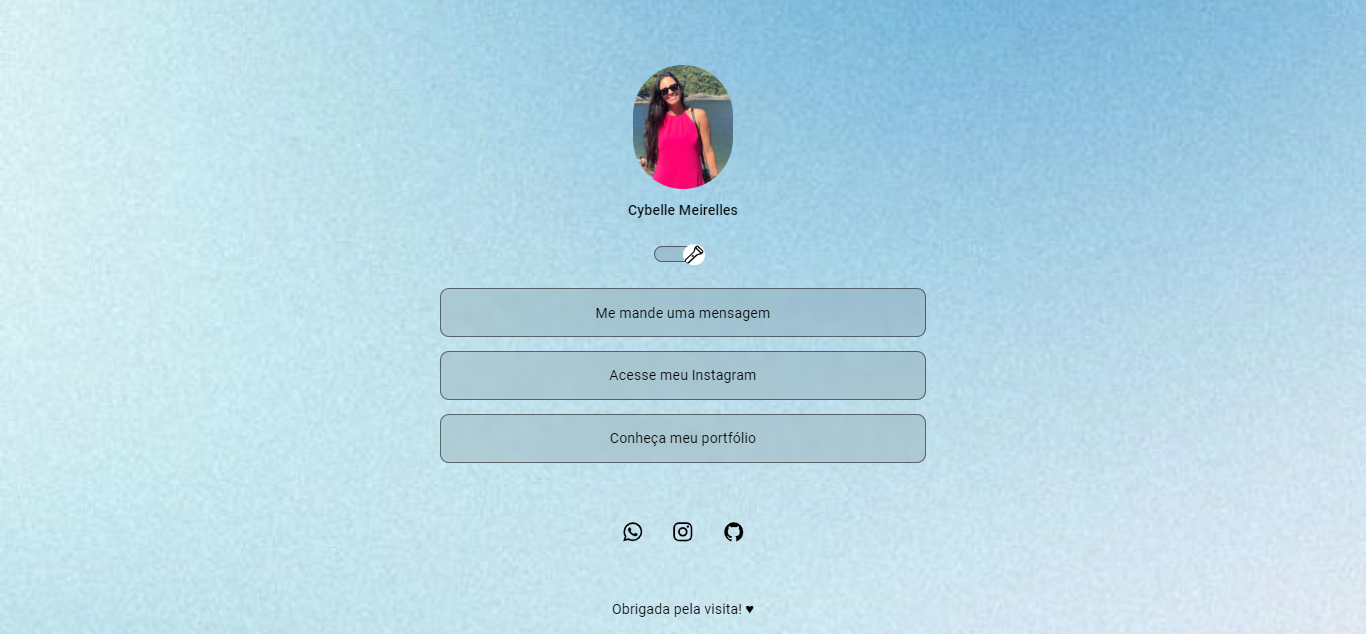 Cybelle Meirelles
Me mande uma mensagem
Acesse meu Instagram
Conheça meu portfólio
Obrigada pela visita! ♥